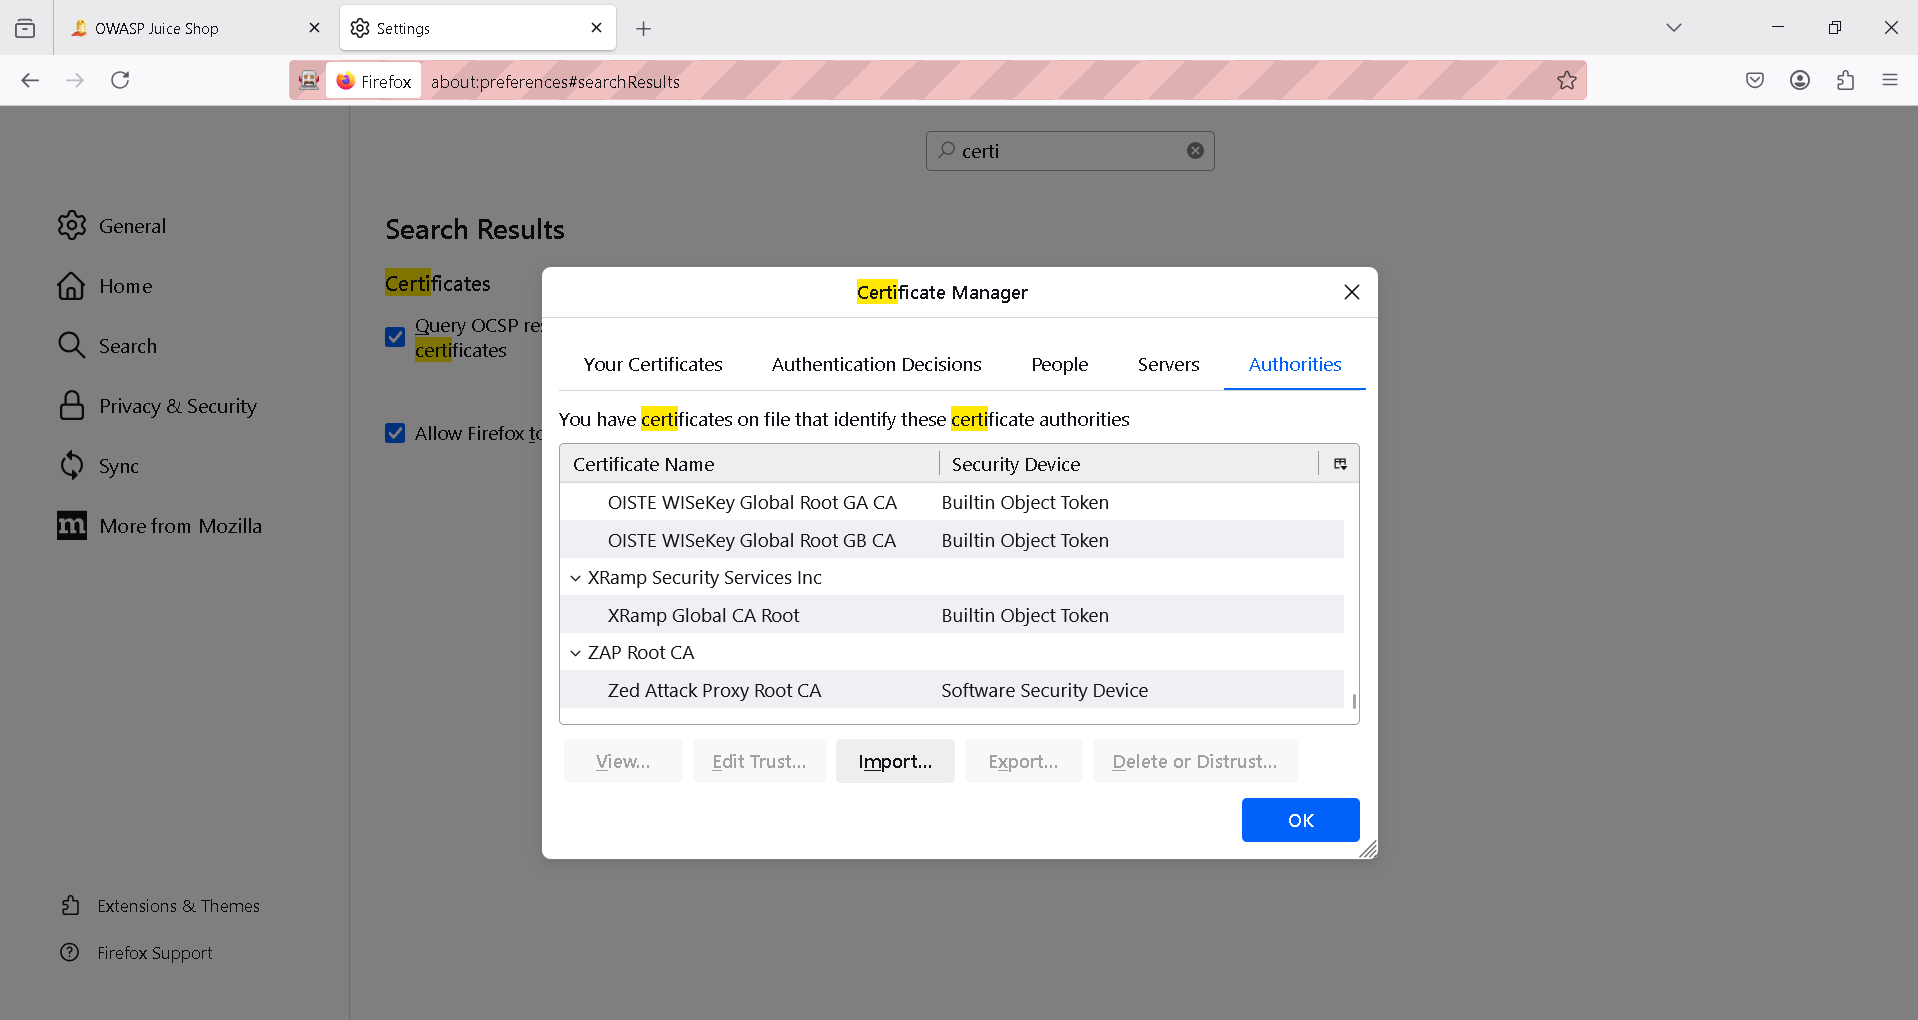 OWASP Juice Shop
Settings
Firefox
about:preferences#searchResults
certi
General
Home
Search
Privacy & Security
Sync
More from Mozilla
Extensions & Themes
Firefox Support
Search Results
Certificates
Query OCSP res
certificates
Allow Firefox to
Certificate Manager
Your Certificates
Authentication Decisions
People
Servers
Authorities
You have certificates on file that identify these certificate authorities
Certificate Name
Security Device
OISTE WISeKey Global Root GA CA
Builtin Object Token
OISTE WISeKey Global Root GB CA
Builtin Object Token
XRamp Security Services Inc
XRamp Global CA Root
Builtin Object Token
ZAP Root CA
Zed Attack Proxy Root CA
Software Security Device
View...
Edit Trust...
Import...
Export...
Delete or Distrust...
OK